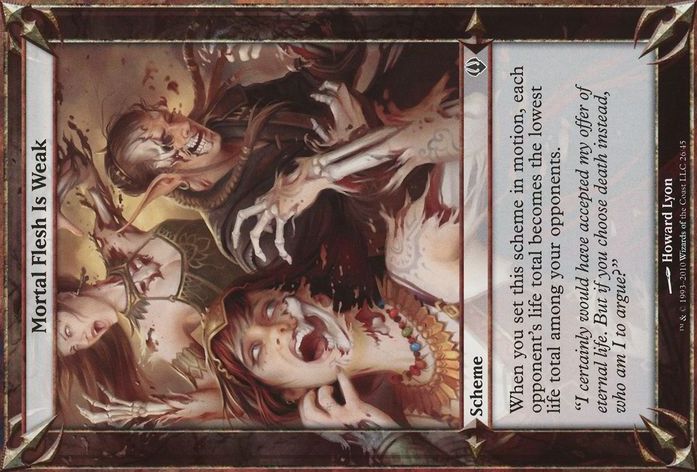 Mortal Flesh Is Weak
Scheme
When you set this scheme in motion, each
opponent's life total becomes the lowest
life total among your opponents.
"I certainly would have accepted my offer of
eternal life. But if you choose death instead,
who am I to argue?"
Howard Lyon
™ & © 1993–2010 Wizards of the Coast LLC 26/45